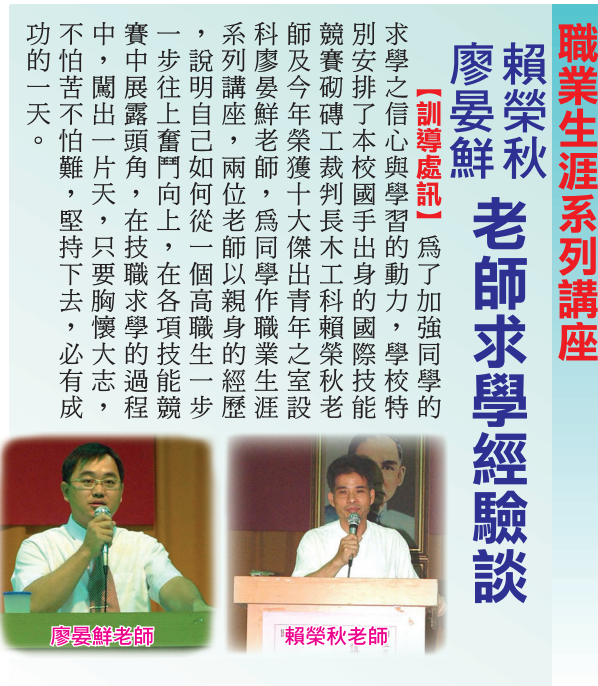 職業生涯系列講座
賴榮秋
廖晏鮮
老師求學經驗談
【訓導處訊】為了加強同學的
求學之信心與學習的動力，學校特
別安排了本校國手出身的國際技能
競賽砌磚工裁判長木工科賴榮秋老
師及今年榮獲十大傑出青年之室設
科廖晏鮮老師，為同學作職業生涯
系列講座，兩位老師以親身的經歷
，說明自己如何從一個高職生一步
一步往上奮鬥向上，在各項技能競
賽中展露頭角，在技職求學的過程
中，闖出一片天，只要胸懷大志，
不怕苦不怕難，堅持下去，必有成
功的一天。
廖晏鮮老師
賴榮秋老師